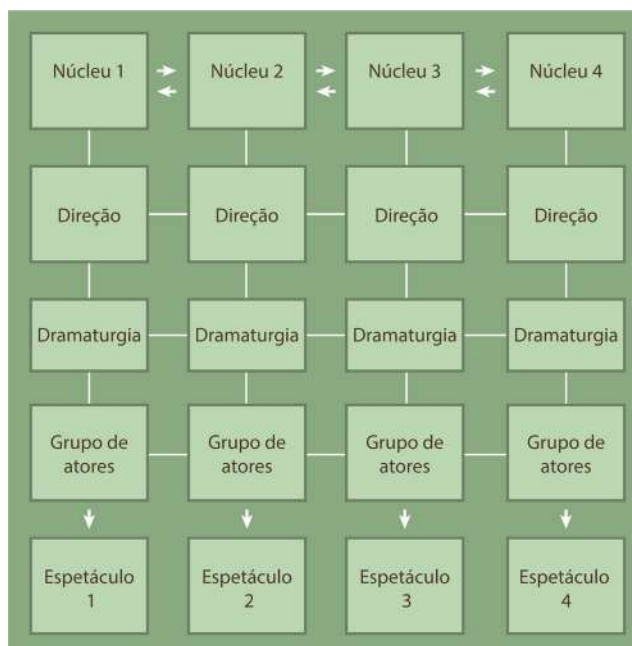 Núcleu 1
Núcleu 2
Núcleu 3
Núcleu 4
Direção
Direção
Direção
Direção
Dramaturgia
Dramaturgia
Dramaturgia
Dramaturgia
Grupo de
atores
Grupo de
atores
Grupo de
atores
Grupo de
atores
Espetáculo
1
Espetáculo
2
Espetáculo
3
Espetáculo
4